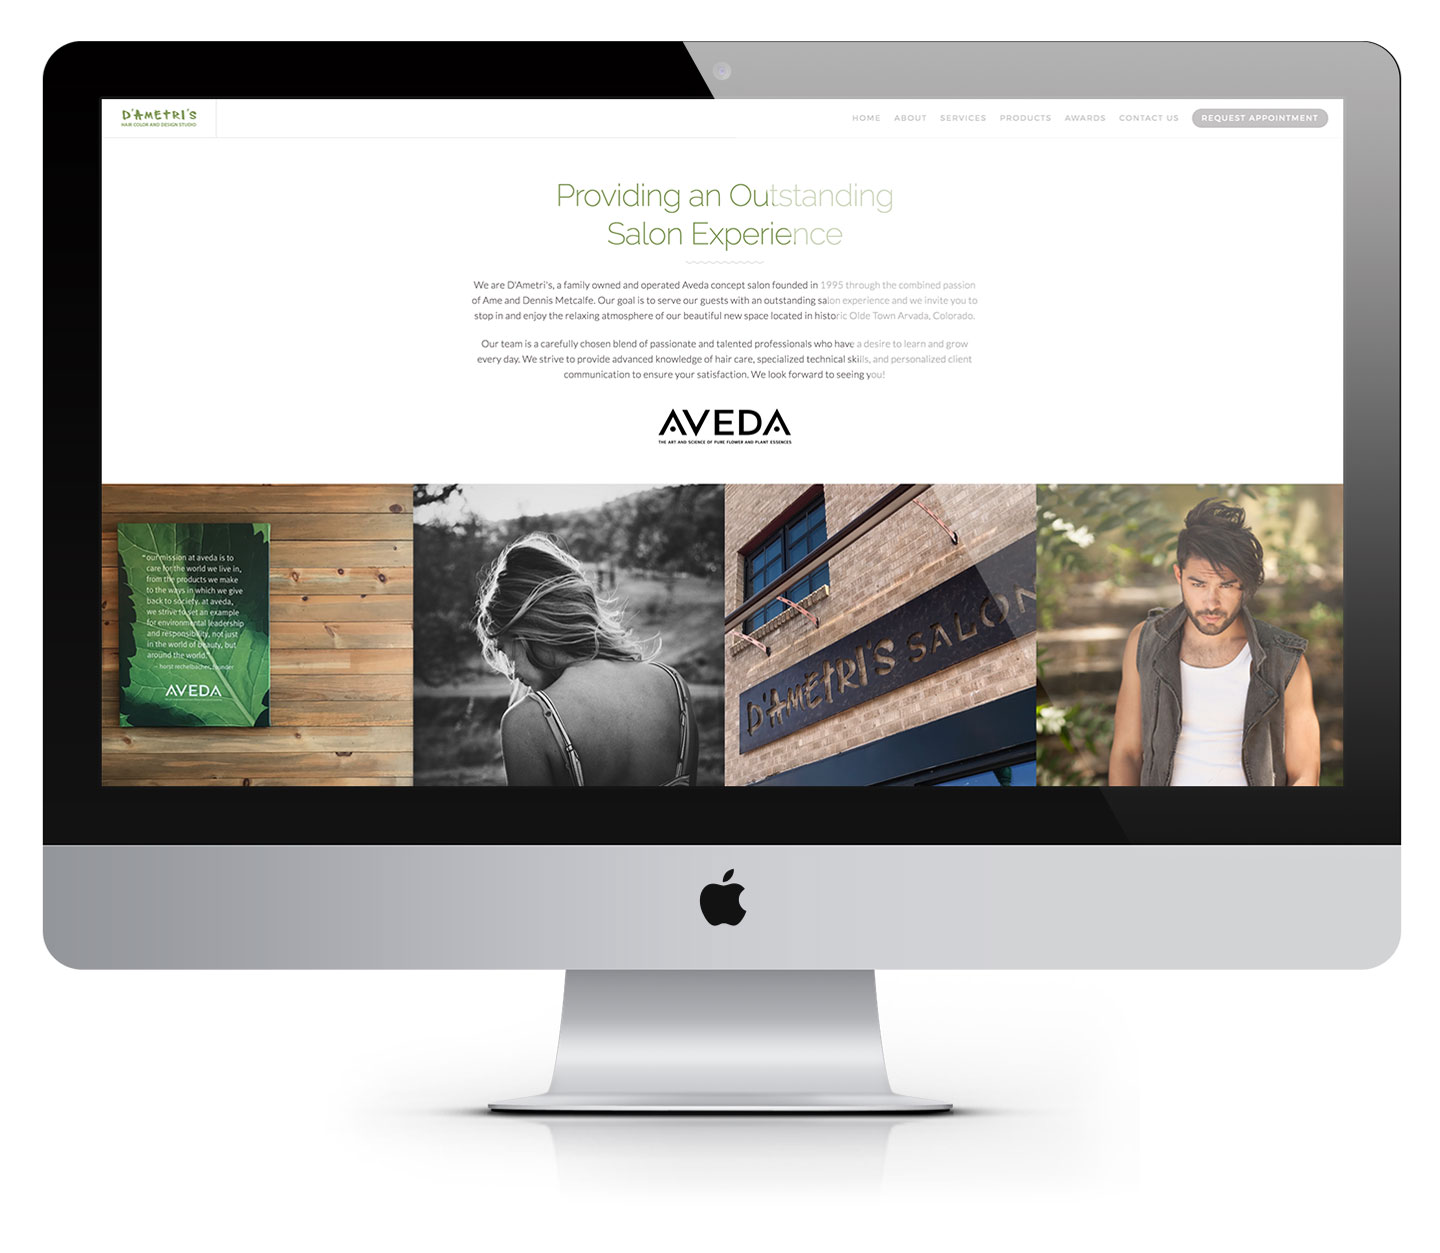 D'AMETRI'S
HAIR COLOR AND DESIGN STUDIO
HOME ABOUT SERVICES PRODUCTS AWARDS CONTACT US REQUEST APPOINTMENT
Providing an Outstanding
Salon Experience
We are D'Ametri's, a family owned and operated Aveda concept salon founded in 1995 through the combined passion
of Ame and Dennis Metcalfe. Our goal is to serve our guests with an outstanding salon experience and we invite you to
stop in and enjoy the relaxing atmosphere of our beautiful new space located in historic Olde Town Arvada, Colorado.
Our team is a carefully chosen blend of passionate and talented professionals who have a desire to learn and grow
every day. We strive to provide advanced knowledge of hair care, specialized technical skills, and personalized client
communication to ensure your satisfaction. We look forward to seeing you!
AVEDA
THE ART AND SCIENCE OF PURE FLOWER AND PLANT ESSENCES
"our mission at aveda is to
care for the world we live in,
from the products we make
to the ways in which we give
back to society. at aveda,
we strive to set an example
for environmental leadership
and responsibility, not just
in the world of beauty, but
around the world."
– horst rechelbacher, founder
AVEDA
D'AMETRI'S SALON